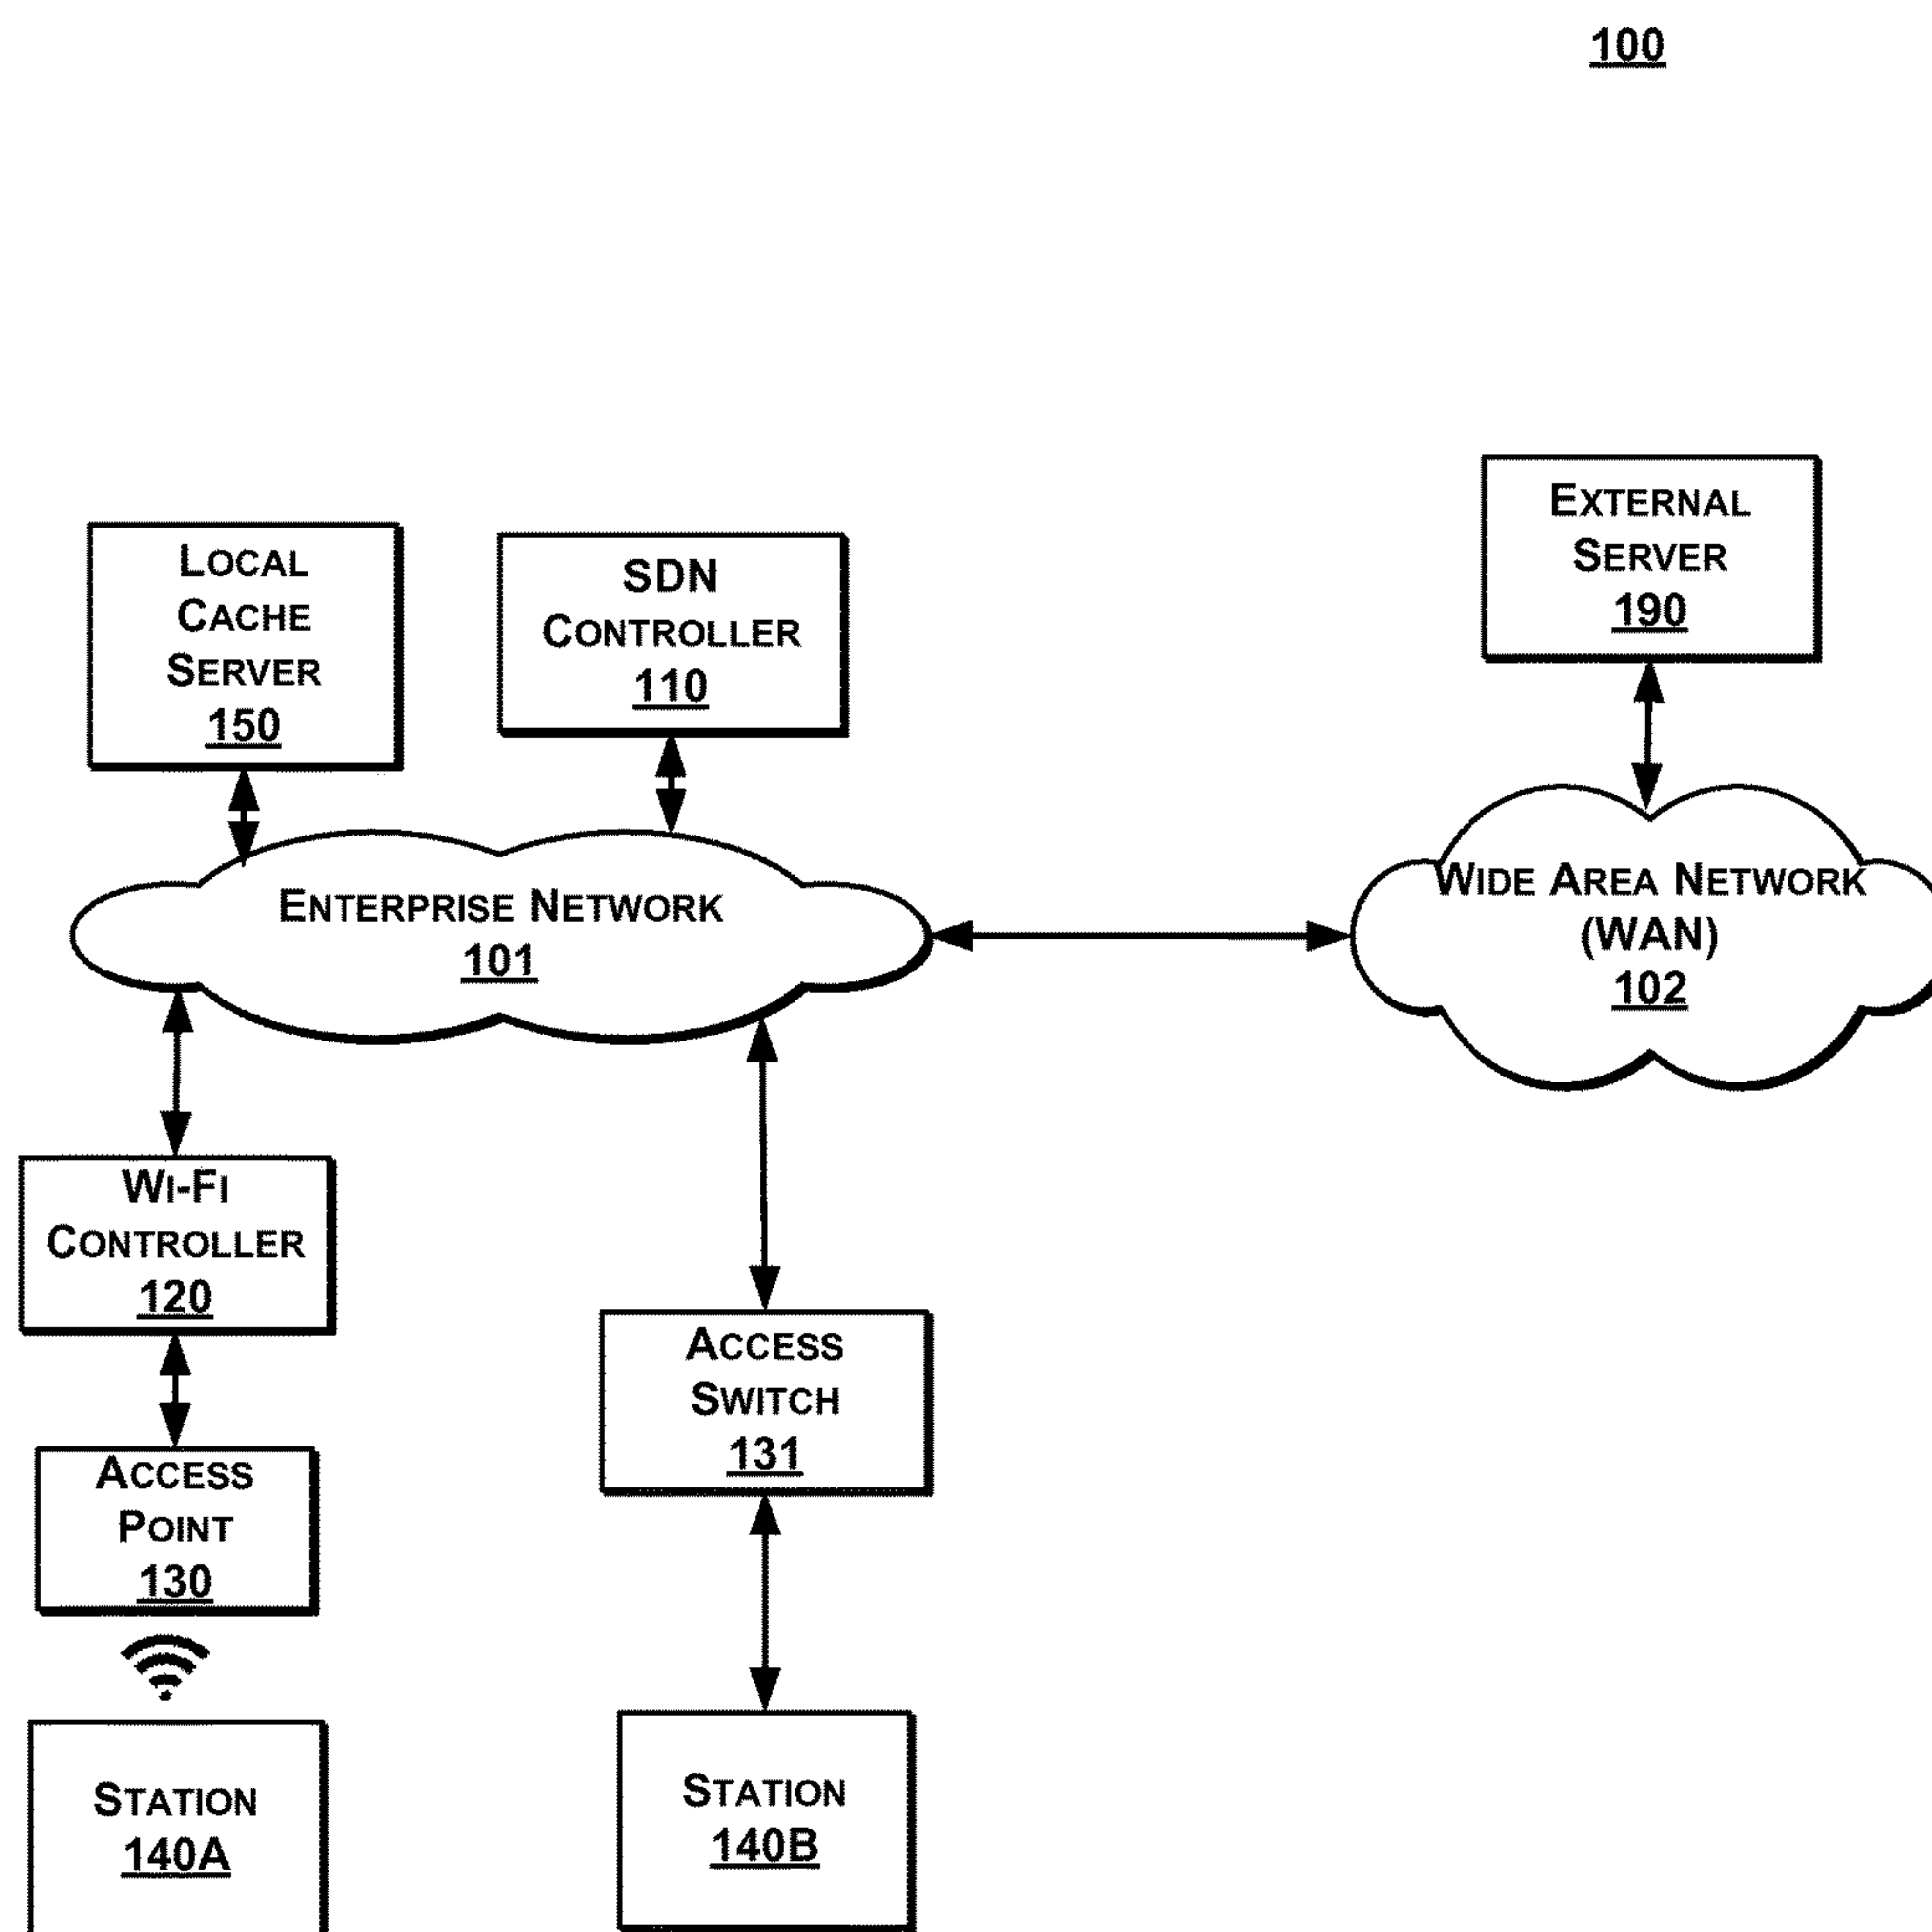 100
LOCAL
CACHE
SERVER
150
SDN
CONTROLLER
110
EXTERNAL
SERVER
190
ENTERPRISE NETWORK
101
WIDE AREA NETWORK
(WAN)
102
WI-FI
CONTROLLER
120
ACCESS
SWITCH
131
ACCESS
POINT
130
STATION
140A
STATION
140B